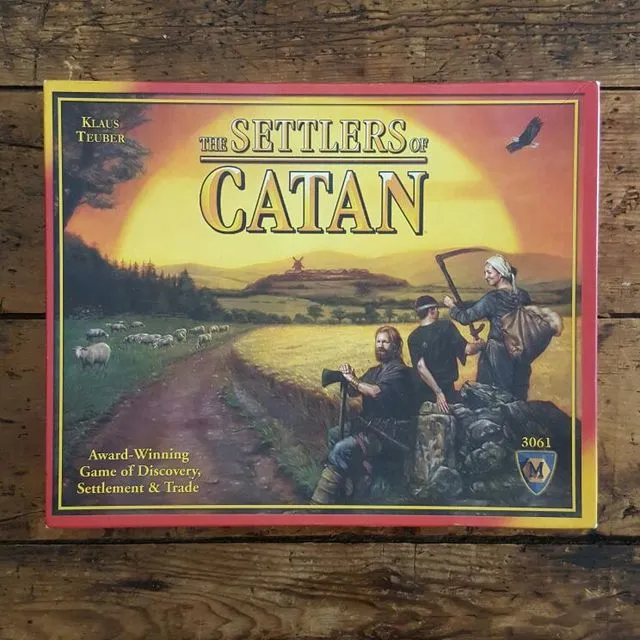 Klaus
Teuber
THE SETTLERS OF
CATAN
3061
M
Award-Winning
Game of Discovery,
Settlement & Trade